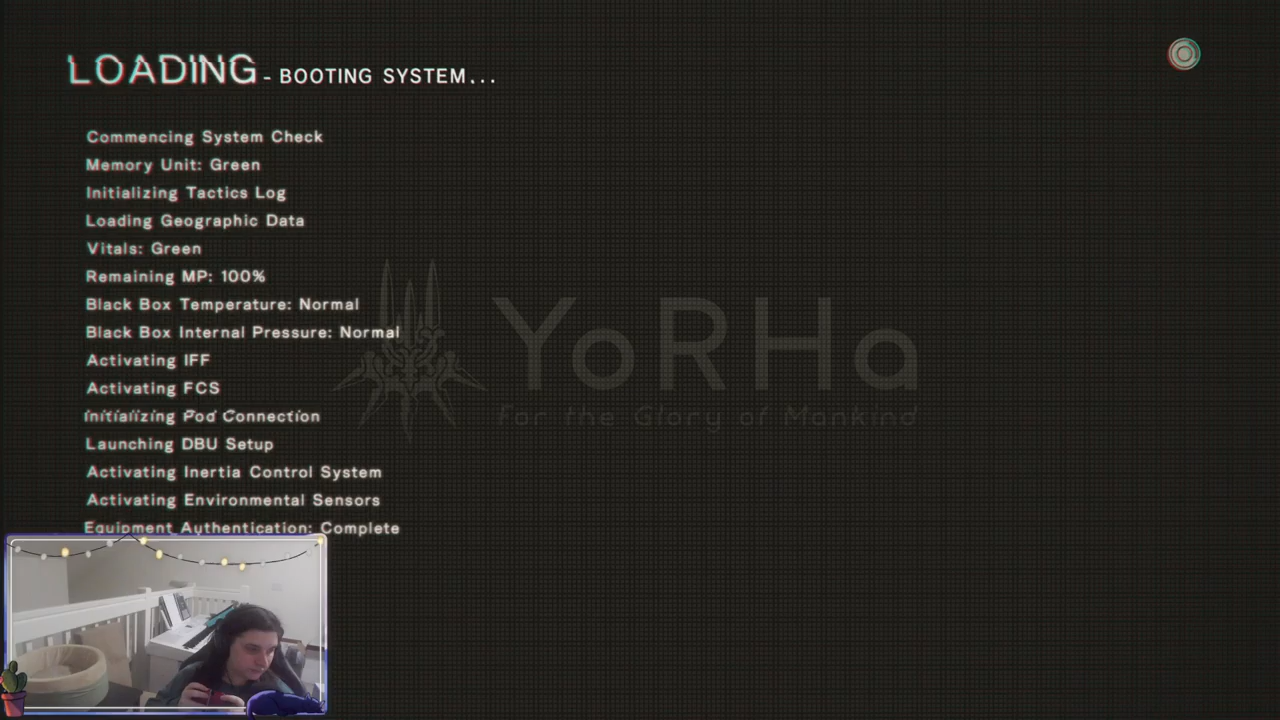 LOADING - BOOTING SYSTEM...
Commencing System Check
Memory Unit: Green
Initializing Tactics Log
Loading Geographic Data
Vitals: Green
Remaining MP: 100%
Black Box Temperature: Normal
Black Box Internal Pressure: Normal
Activating IFF
Activating FCS
Initializing Pod Connection
Launching DBU Setup
Activating Inertia Control System
Activating Environmental Sensors
Equipment Authentication: Complete
YoRHa
For the Glory of Mankind